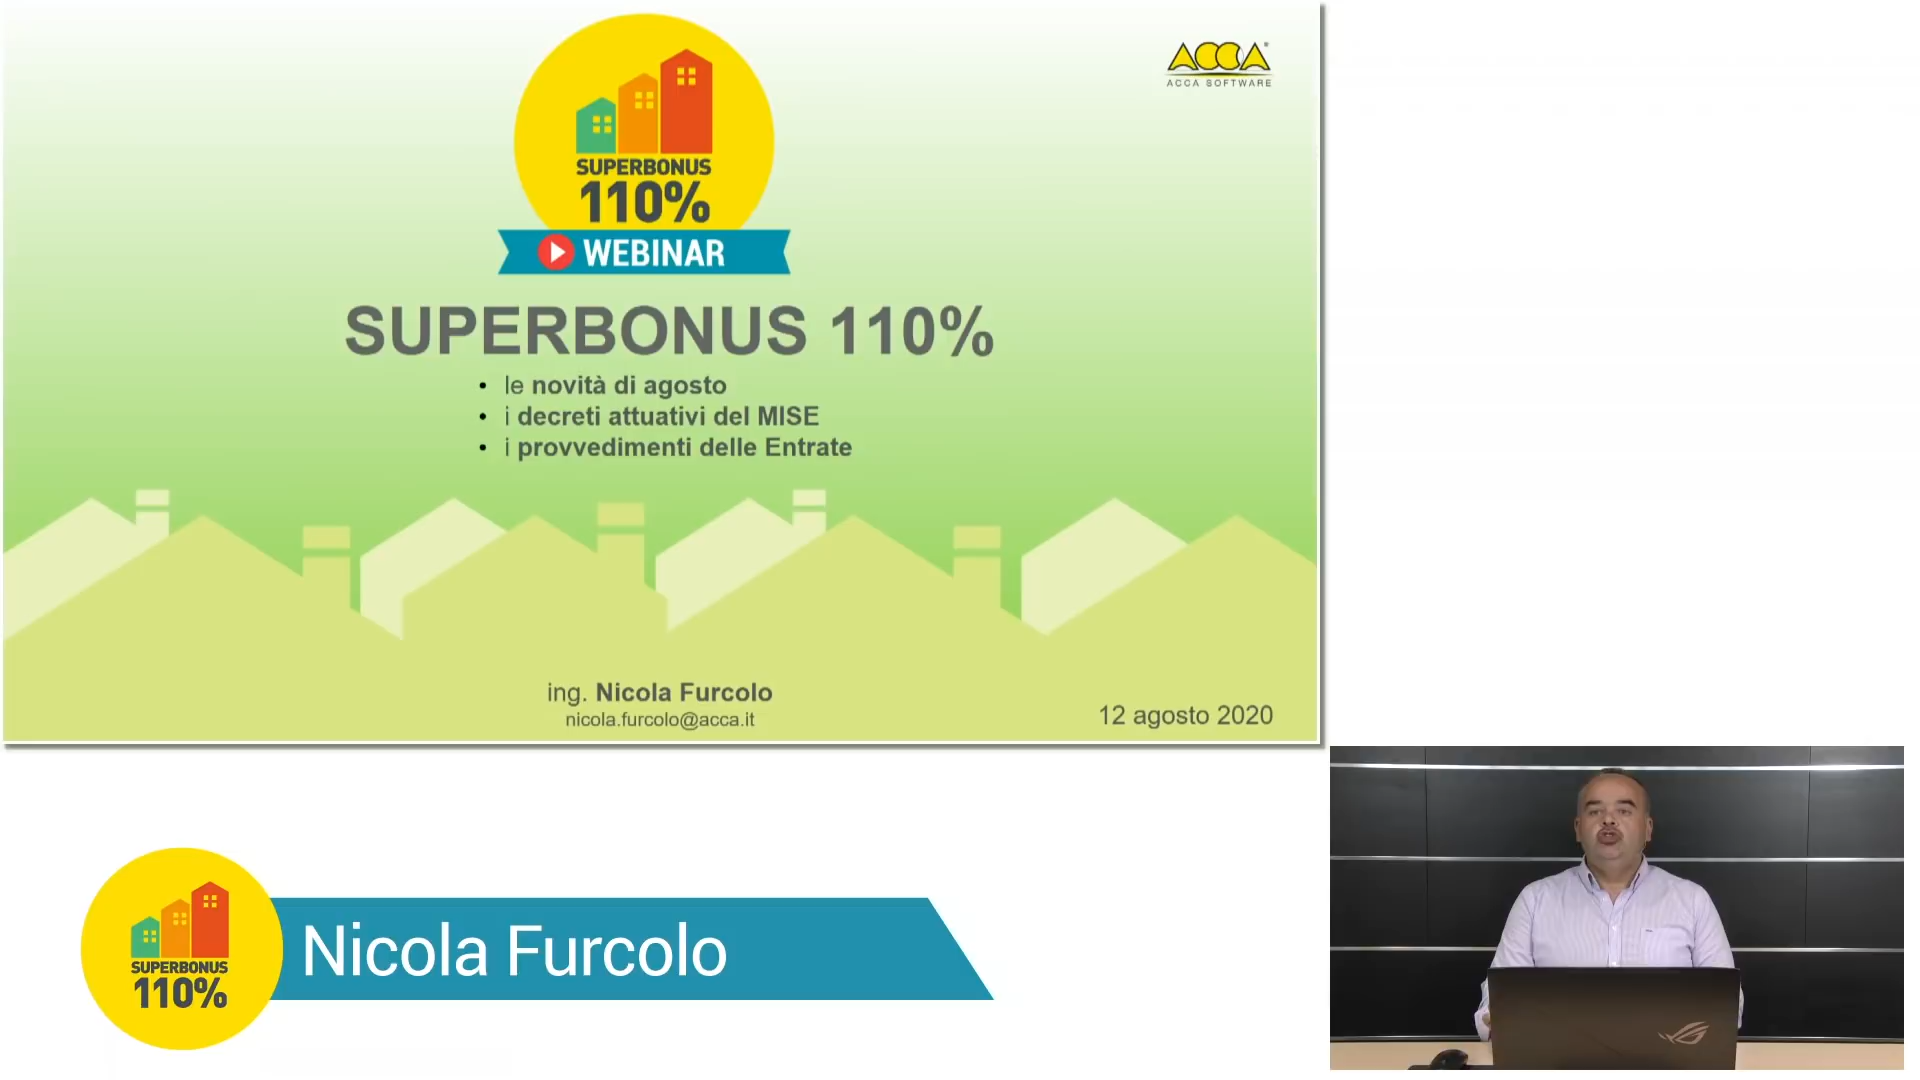 ACCA
ACCA SOFTWARE
SUPERBONUS
110%
WEBINAR
SUPERBONUS 110%
• le novità di agosto
• i decreti attuativi del MISE
• i provvedimenti delle Entrate
ing. Nicola Furcolo
nicola.furcolo@acca.it
12 agosto 2020
SUPERBONUS
110%
Nicola Furcolo